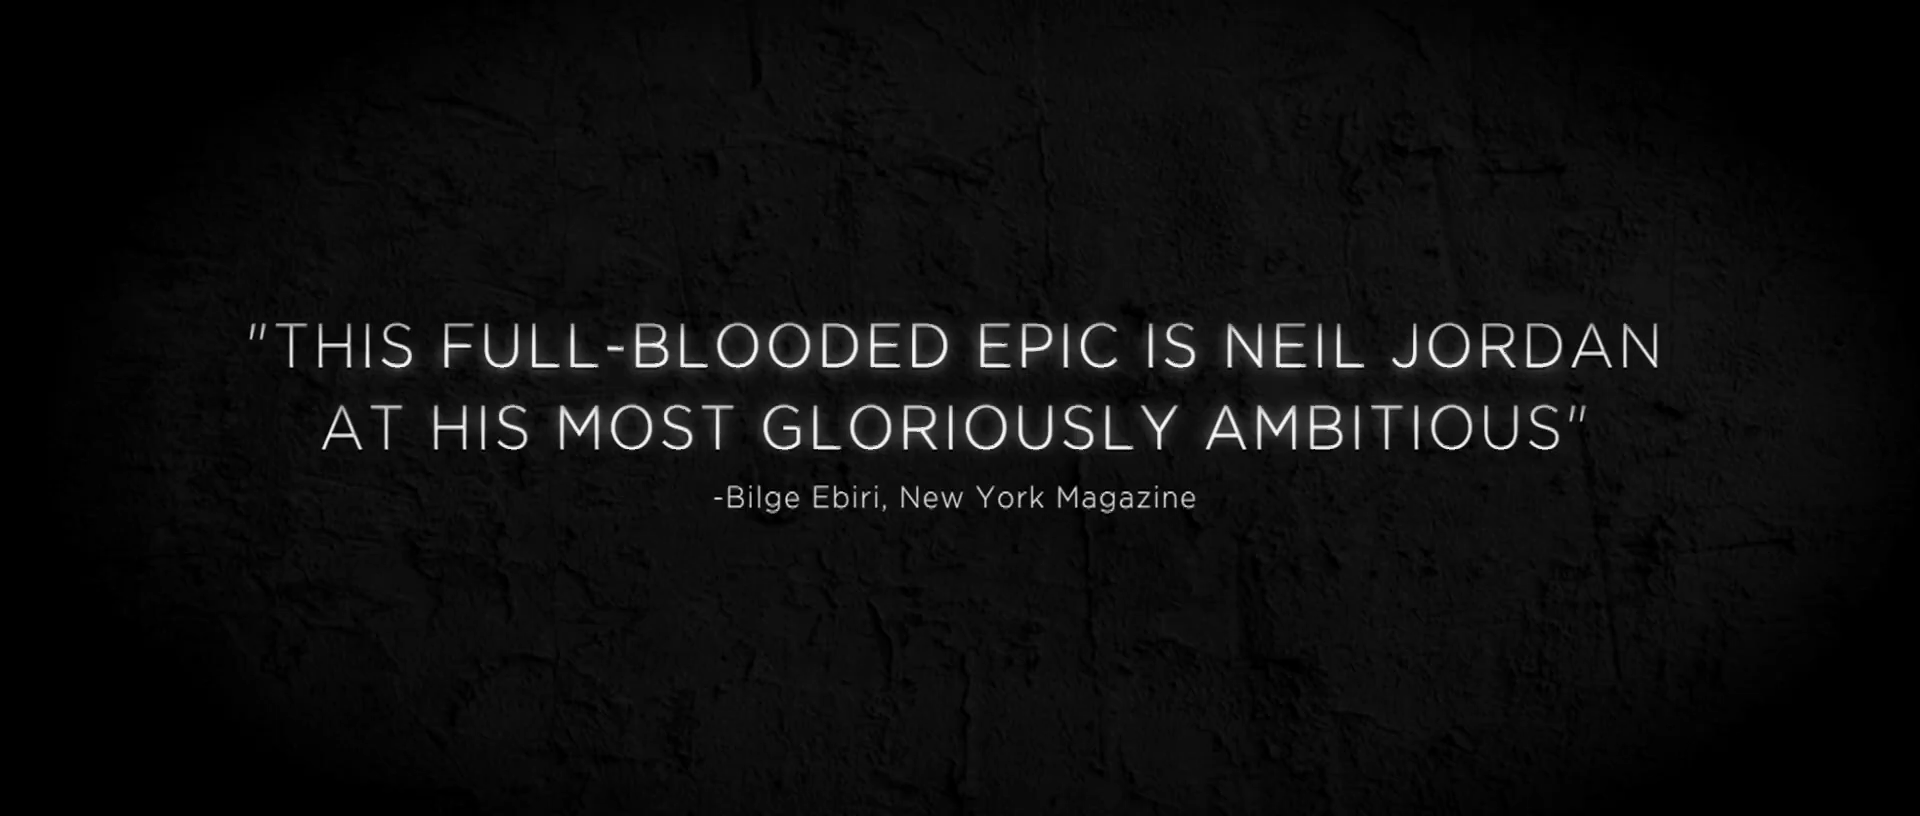 "THIS FULL-BLOODED EPIC IS NEIL JORDAN
AT HIS MOST GLORIOUSLY AMBITIOUS"
-Bilge Ebiri, New York Magazine